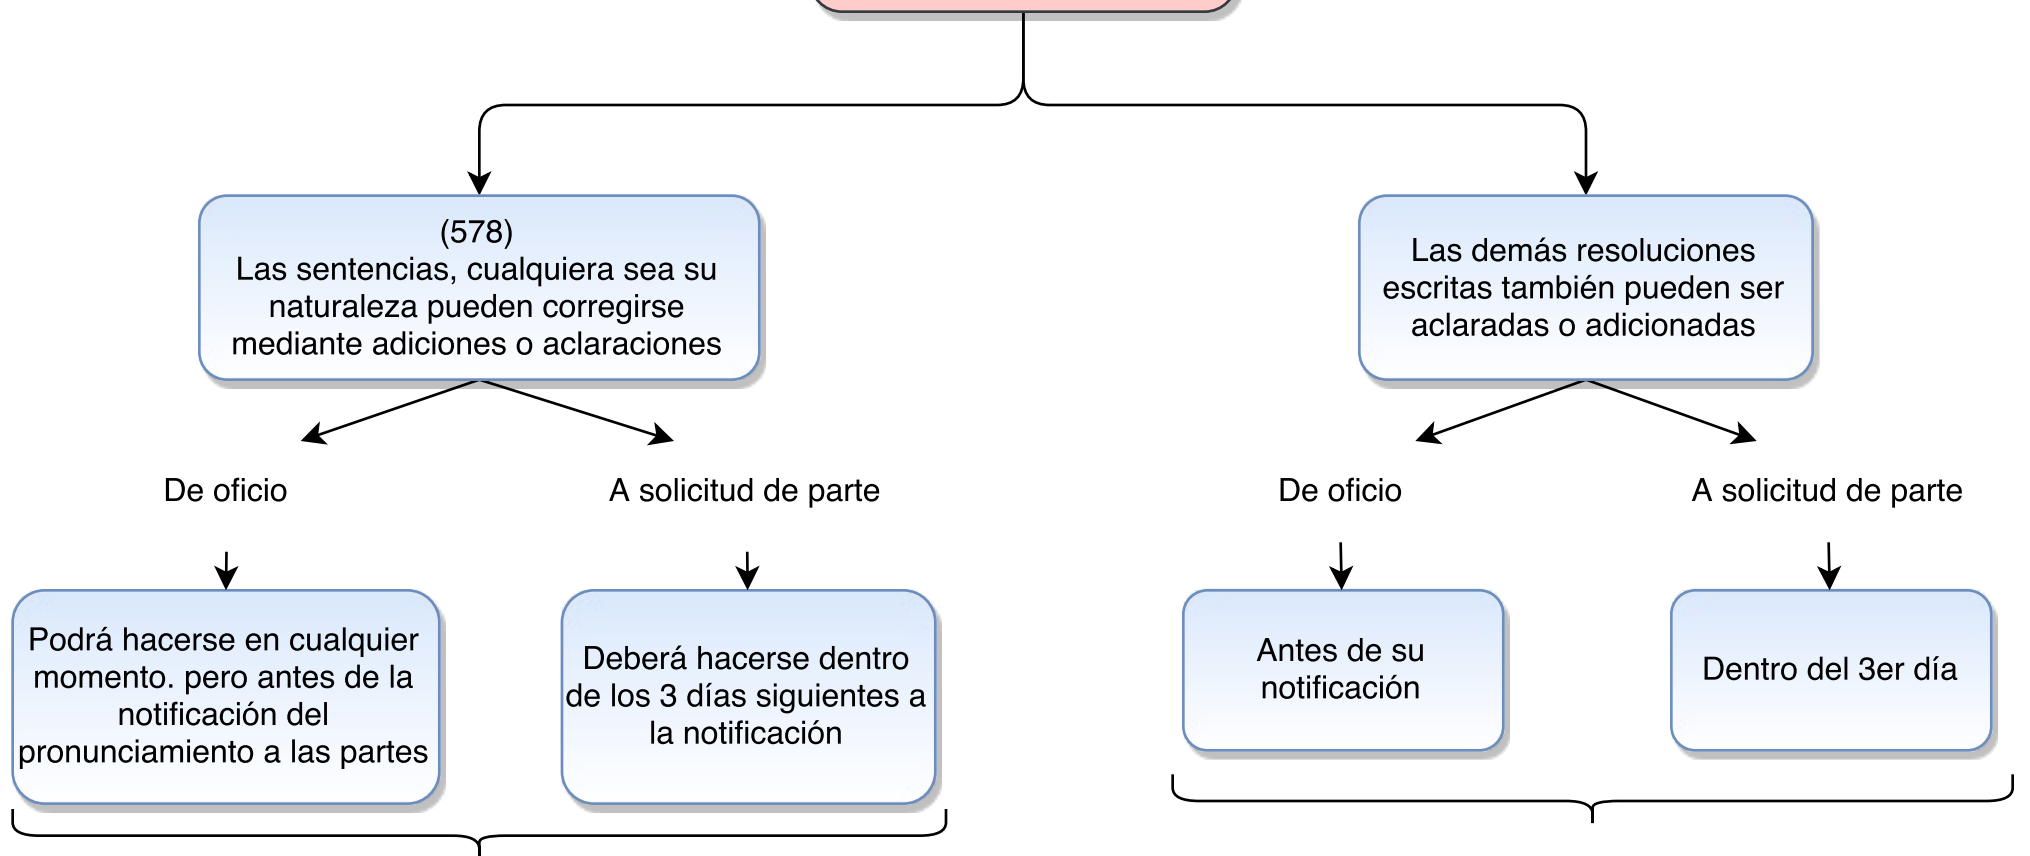 (578)
Las sentencias, cualquiera sea su
naturaleza pueden corregirse
mediante adiciones o aclaraciones
Las demás resoluciones
escritas también pueden ser
aclaradas o adicionadas
De oficio
A solicitud de parte
De oficio
A solicitud de parte
Podrá hacerse en cualquier
momento. pero antes de la
notificación del
pronunciamiento a las partes
Deberá hacerse dentro
de los 3 días siguientes a
la notificación
Antes de su
notificación
Dentro del 3er día